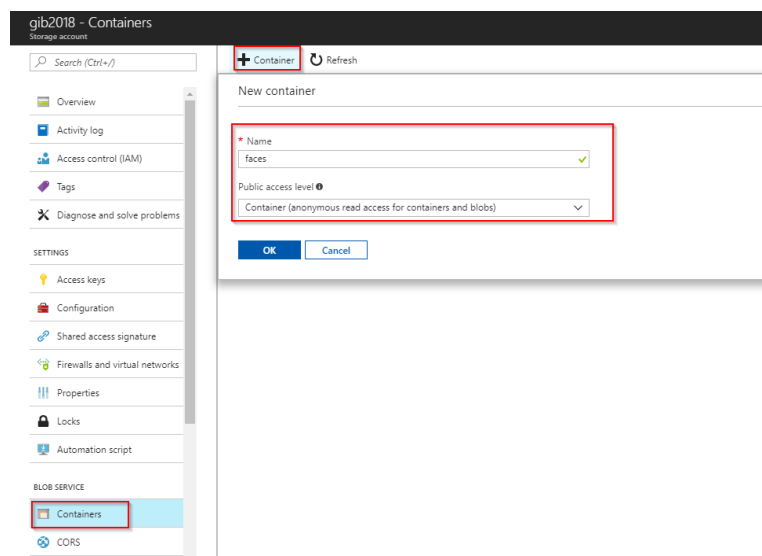 gib2018 - Containers
Storage account
Search (Ctrl+/)
Overview
Activity log
Access control (IAM)
Tags
Diagnose and solve problems
SETTINGS
Access keys
Configuration
Shared access signature
Firewalls and virtual networks
Properties
Locks
Automation script
BLOB SERVICE
Containers
CORS
Container Refresh
New container
* Name
faces
Public access level
Container (anonymous read access for containers and blobs)
OK Cancel